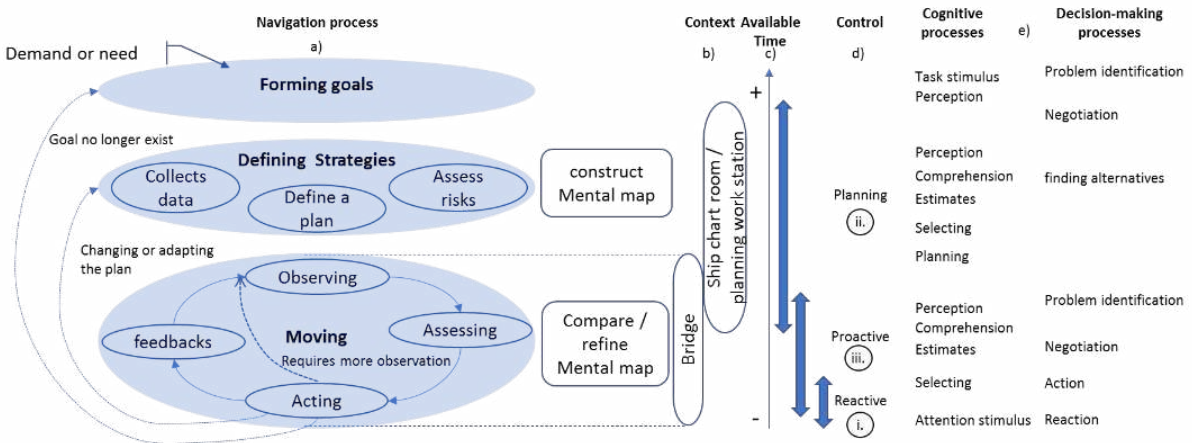 Navigation process
a)
Context
b)
Available
Time
c)
Control
d)
Cognitive
processes
e)
Decision-making
processes
Demand or need
Forming goals
Goal no longer exist
Defining Strategies
Collects
data
Define a
plan
Assess
risks
construct
Mental map
Changing or adapting
the plan
Observing
Moving
feedbacks
Assessing
Requires more observation
Acting
Compare /
refine
Mental map
Bridge
Ship chart room /
planning work station
+
-
Planning
ii.
Proactive
iii.
Reactive
i.
Task stimulus
Perception
Perception
Comprehension
Estimates
Selecting
Planning
Perception
Comprehension
Estimates
Selecting
Attention stimulus
Problem identification
Negotiation
finding alternatives
Problem identification
Negotiation
Action
Reaction